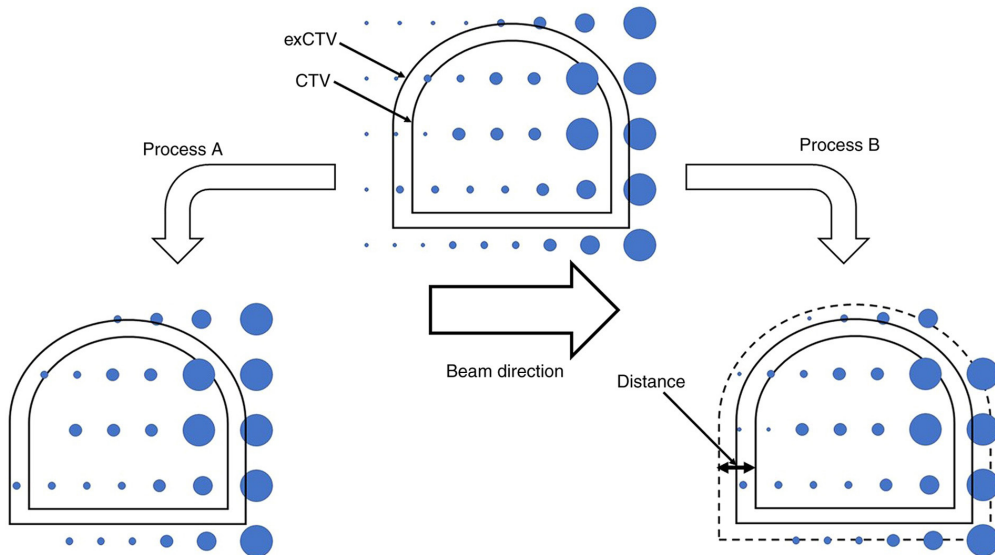 exCTV
CTV
Process A
Process B
Beam direction
Distance